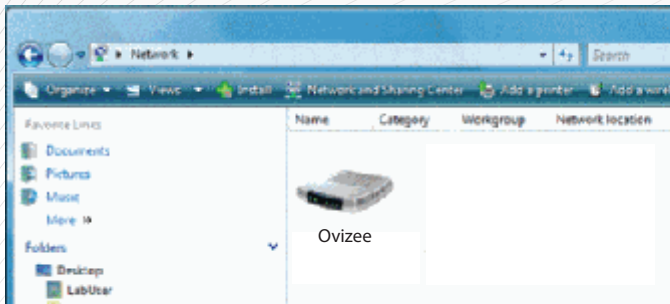 Network
Search
Organize Views Install Network and Sharing Center Add a printer Add a wirel
Favorite Links
Name Category Workgroup Network location
Documents
Pictures
Music
More
Folders
Ovizee
Desktop
LabUser